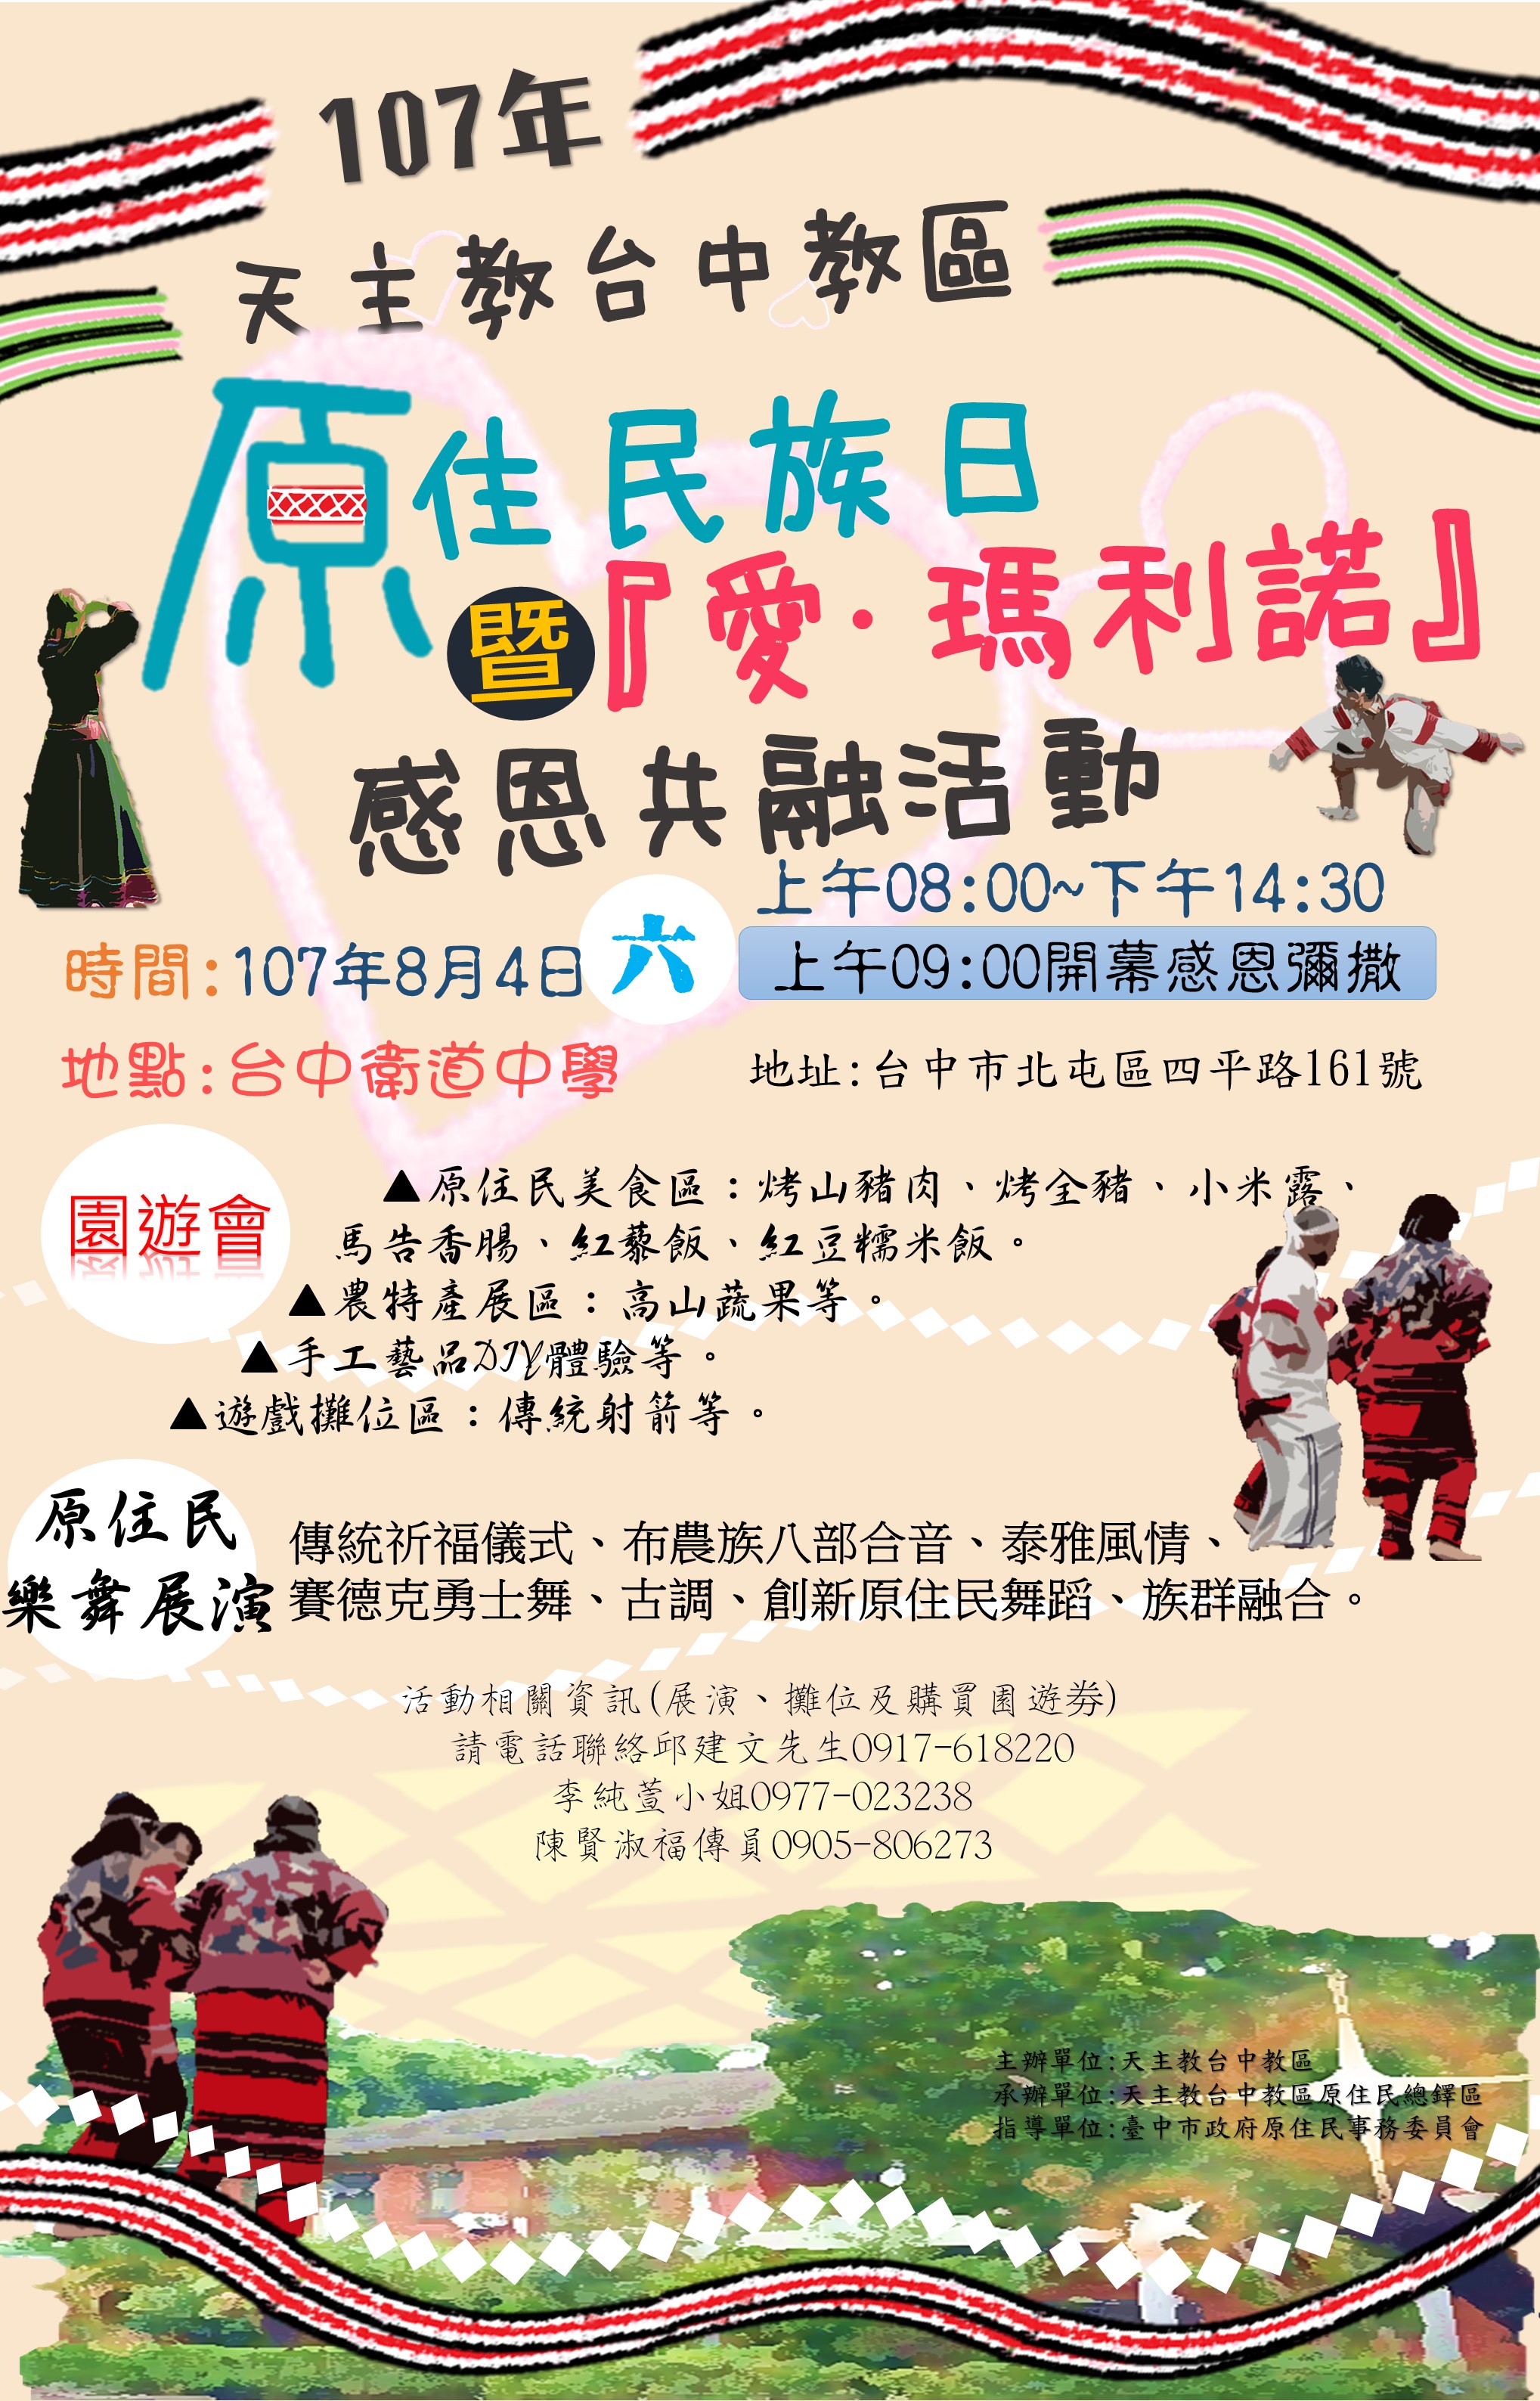 107年
天主教台中教區
原住民族日
暨『愛·瑪利諾』
感恩共融活動
上午08:00~下午14:30
時間:107年8月4日 六 上午09:00開幕感恩彌撒
地點:台中衛道中學 地址:台中市北屯區四平路161號
園遊會
▲原住民美食區：烤山豬肉、烤全豬、小米露、
馬告香腸、紅藜飯、紅豆糯米飯。
▲農特產展區：高山蔬果等。
▲手工藝品DIY體驗等。
▲遊戲攤位區：傳統射箭等。
原住民
樂舞展演
傳統祈福儀式、布農族八部合音、泰雅風情、
賽德克勇士舞、古調、創新原住民舞蹈、族群融合。
活動相關資訊(展演、攤位及購買園遊券)
請電話聯絡邱建文先生0917-618220
李純萱小姐0977-023238
陳賢淑福傳員0905-806273
主辦單位:天主教台中教區
承辦單位:天主教台中教區原住民總鐸區
指導單位:臺中市政府原住民事務委員會